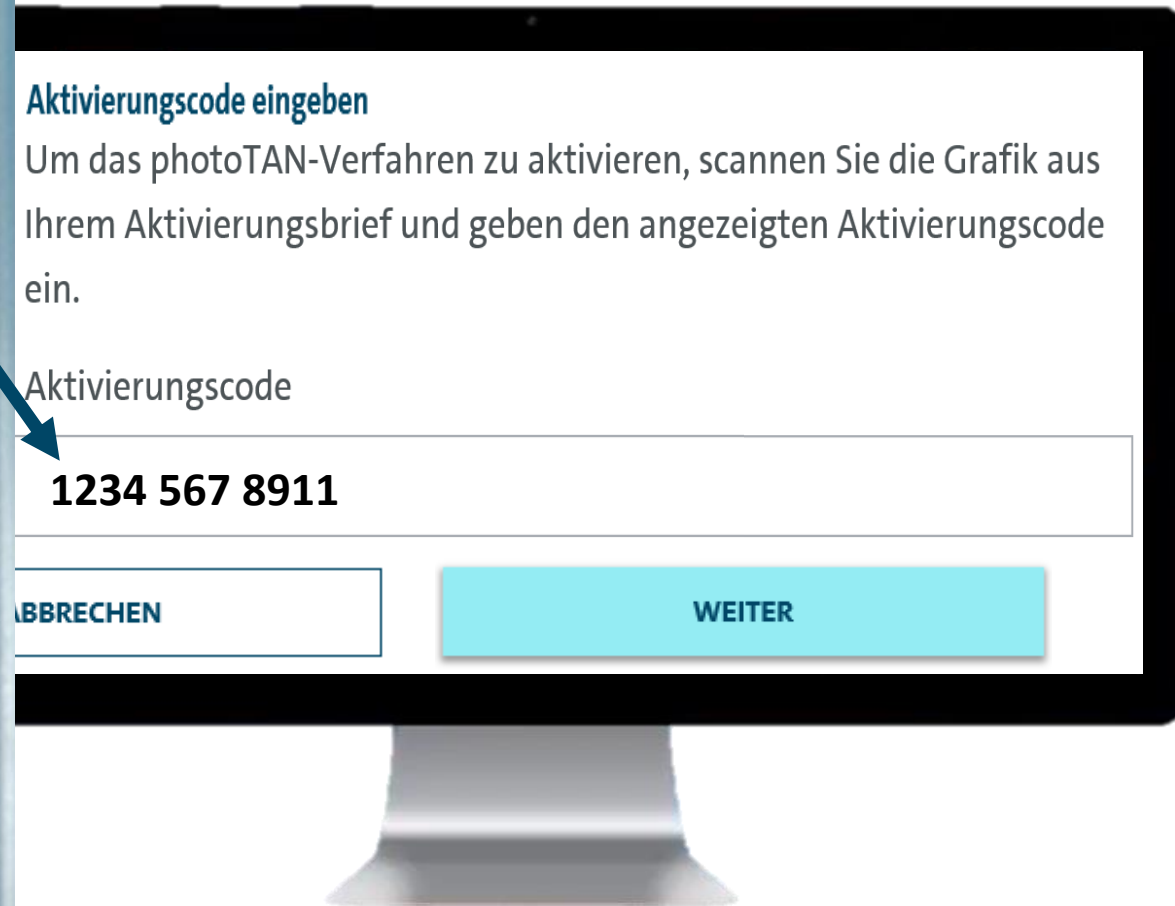 Aktivierungscode eingeben
Um das photoTAN-Verfahren zu aktivieren, scannen Sie die Grafik aus
Ihrem Aktivierungsbrief und geben den angezeigten Aktivierungscode
ein.
Aktivierungscode
1234 567 8911
ABBRECHEN
WEITER